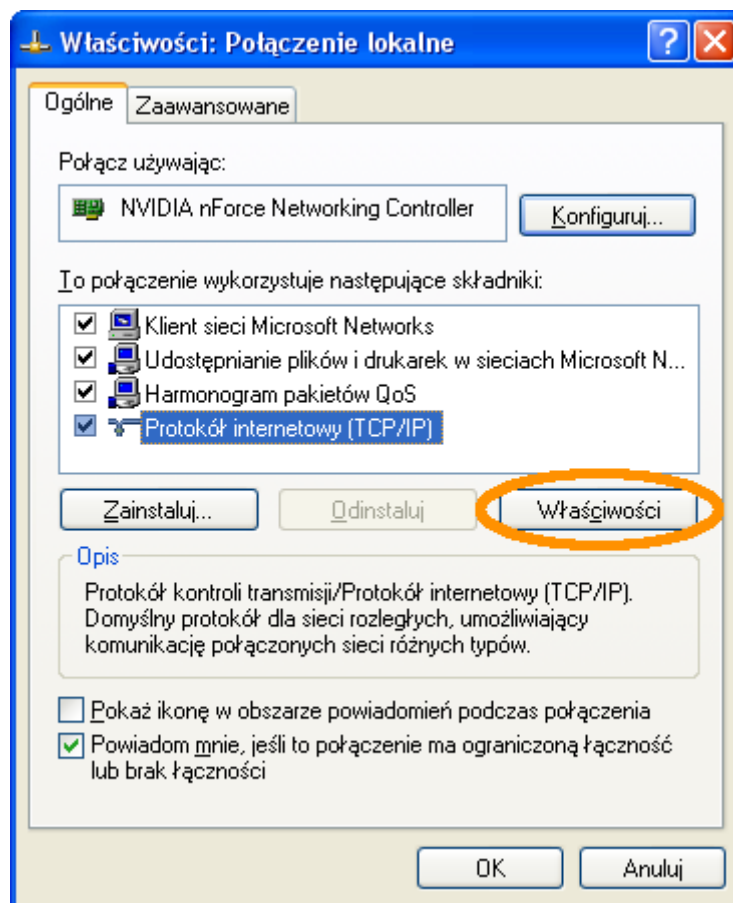 Właściwości: Połączenie lokalne
Ogólne
Zaawansowane
Połącz używając:
NVIDIA nForce Networking Controller
Konfiguruj...
To połączenie wykorzystuje następujące składniki:
Klient sieci Microsoft Networks
Udostępnianie plików i drukarek w sieciach Microsoft N...
Harmonogram pakietów QoS
Protokół internetowy (TCP/IP)
Zainstaluj...
Odinstaluj
Właściwości
Opis
Protokół kontroli transmisji/Protokół internetowy (TCP/IP).
Domyślny protokół dla sieci rozległych, umożliwiający
komunikację połączonych sieci różnych typów.
Pokaż ikonę w obszarze powiadomień podczas połączenia
Powiadom mnie, jeśli to połączenie ma ograniczoną łączność
lub brak łączności
OK
Anuluj